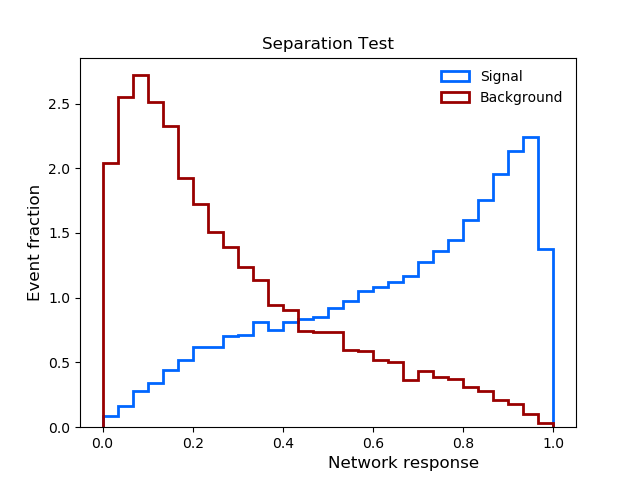 Separation Test
Signal
Background
Event fraction
2.5
2.0
1.5
1.0
0.5
0.0
0.0 0.2 0.4 0.6 0.8 1.0
Network response